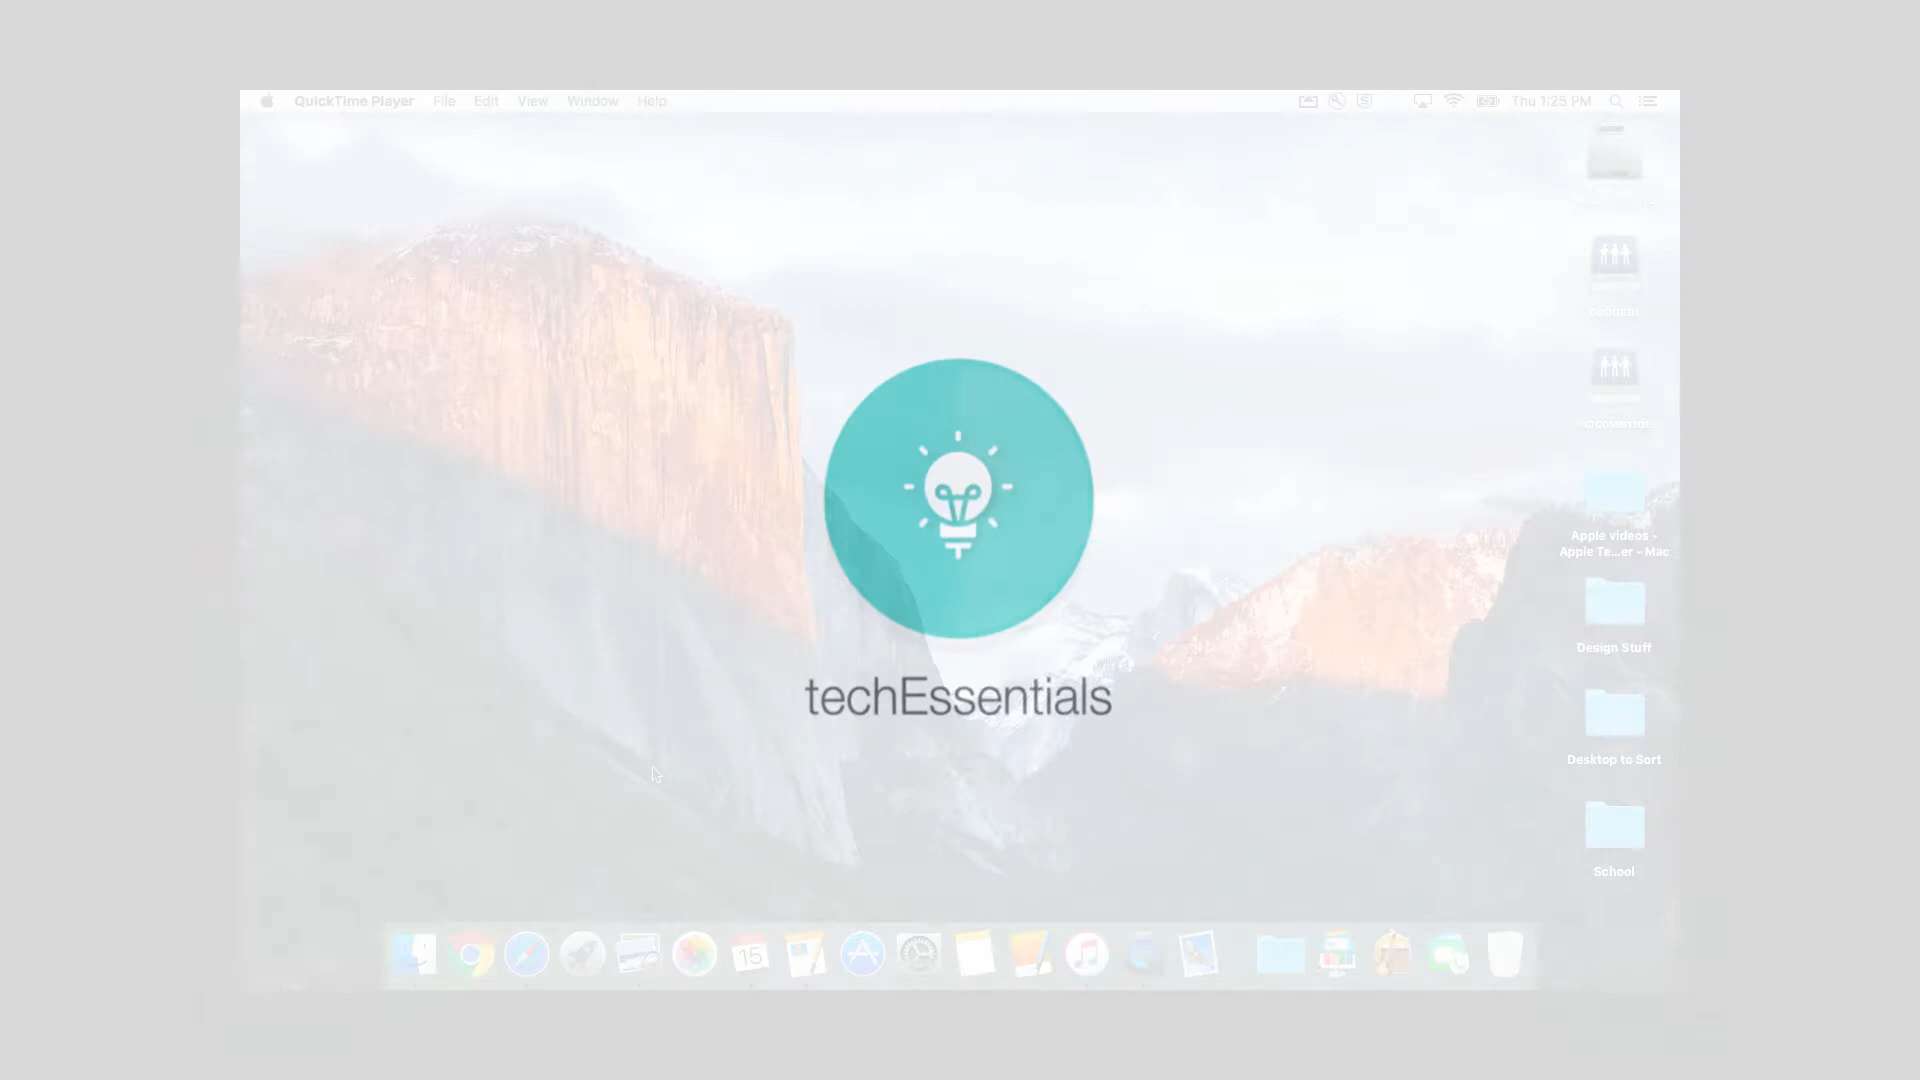 QuickTime Player File Edit View Window Help Thu 1:25 PM
Apple videos -
Apple Te...er - Mac
Design Stuff
techEssentials
Desktop to Sort
School
15